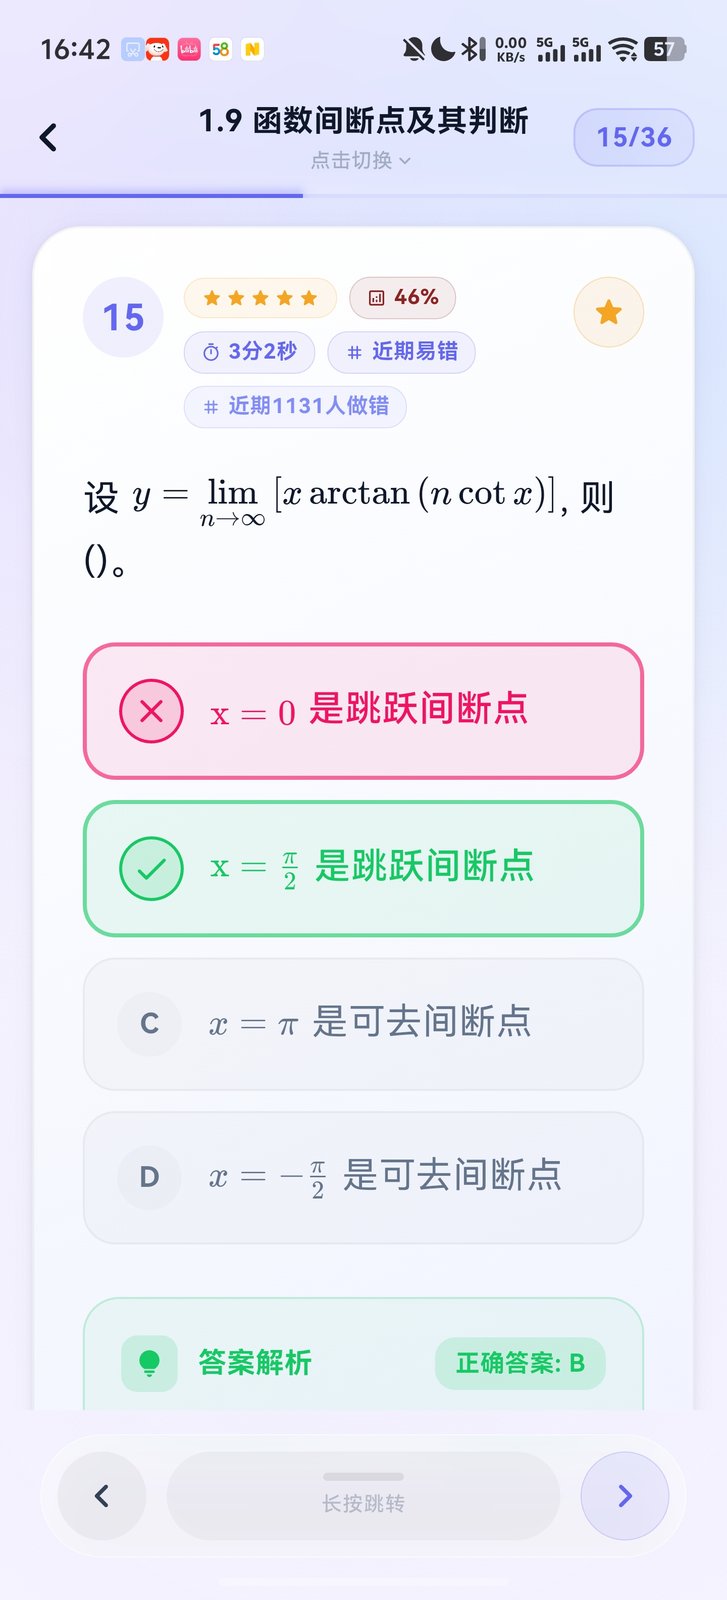 16:42
58
N
0.00
KB/s
5G
5G
57
1.9 函数间断点及其判断
点击切换
15/36
15
46%
3分2秒
# 近期易错
# 近期1131人做错
设 y = lim [x arctan (n cot x)], 则
n→∞
()。
x = 0 是跳跃间断点
x = π/2 是跳跃间断点
C x = π 是可去间断点
D x = −π/2 是可去间断点
答案解析
正确答案: B
长按跳转